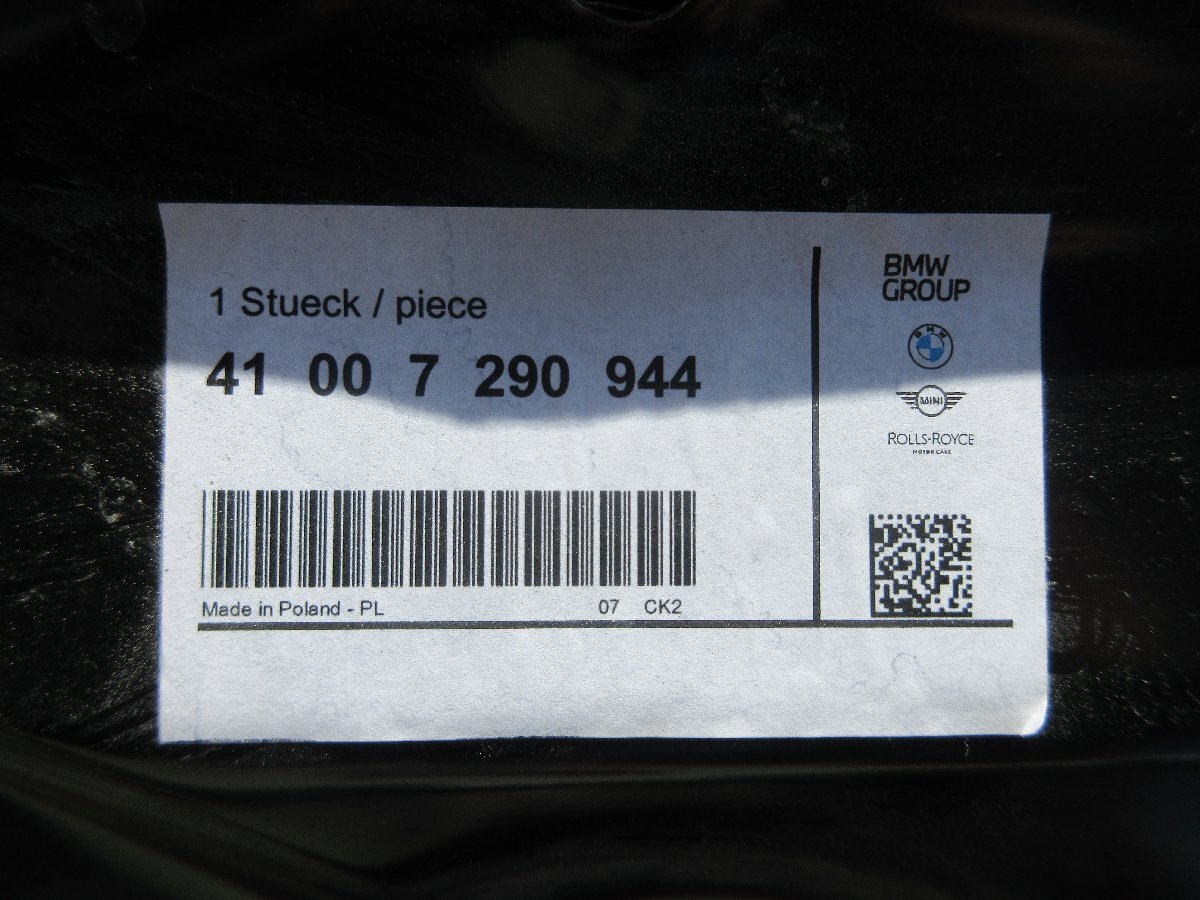 1 Stueck / piece
41 00 7 290 944
Made in Poland - PL
07 CK2
BMW
GROUP
BMW
MINI
ROLLS-ROYCE
MOTOR CARS